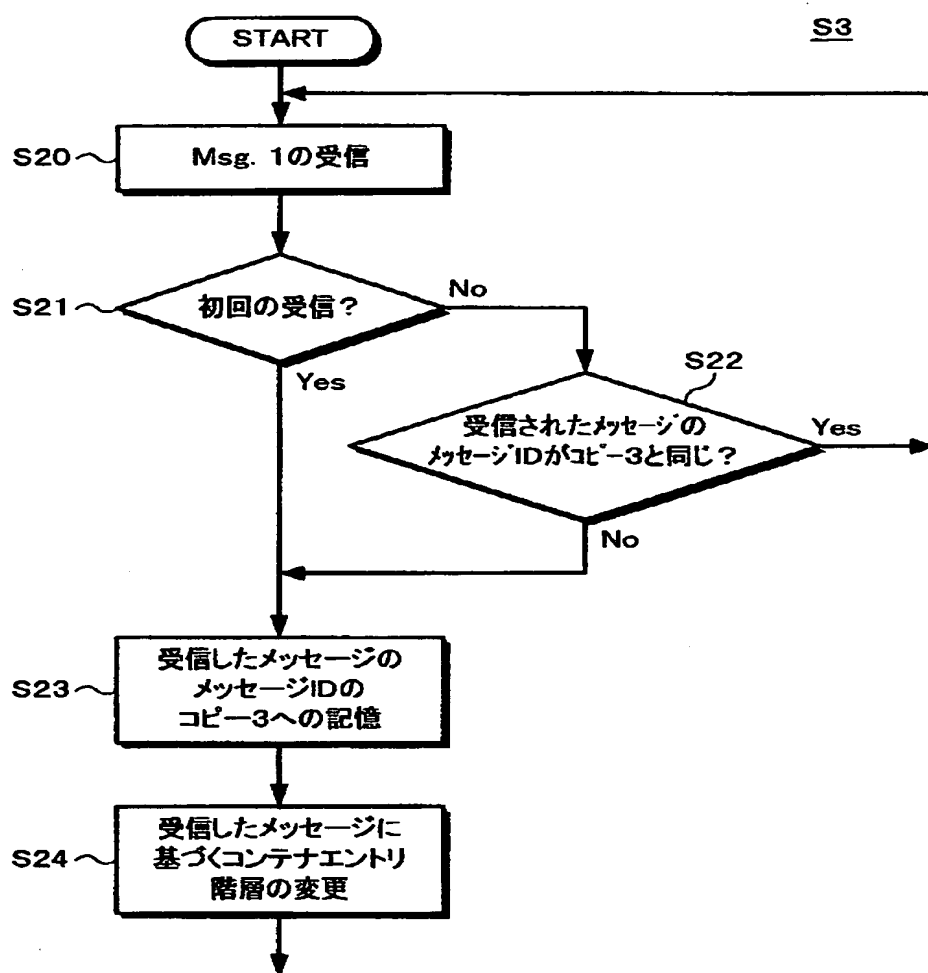 START
S3
S20
Msg. 1の受信
S21
初回の受信？
No
Yes
S22
受信されたメッセージの
メッセージIDがコピー3と同じ？
Yes
No
S23
受信したメッセージの
メッセージIDの
コピー3への記憶
S24
受信したメッセージに
基づくコンテナエントリ
階層の変更